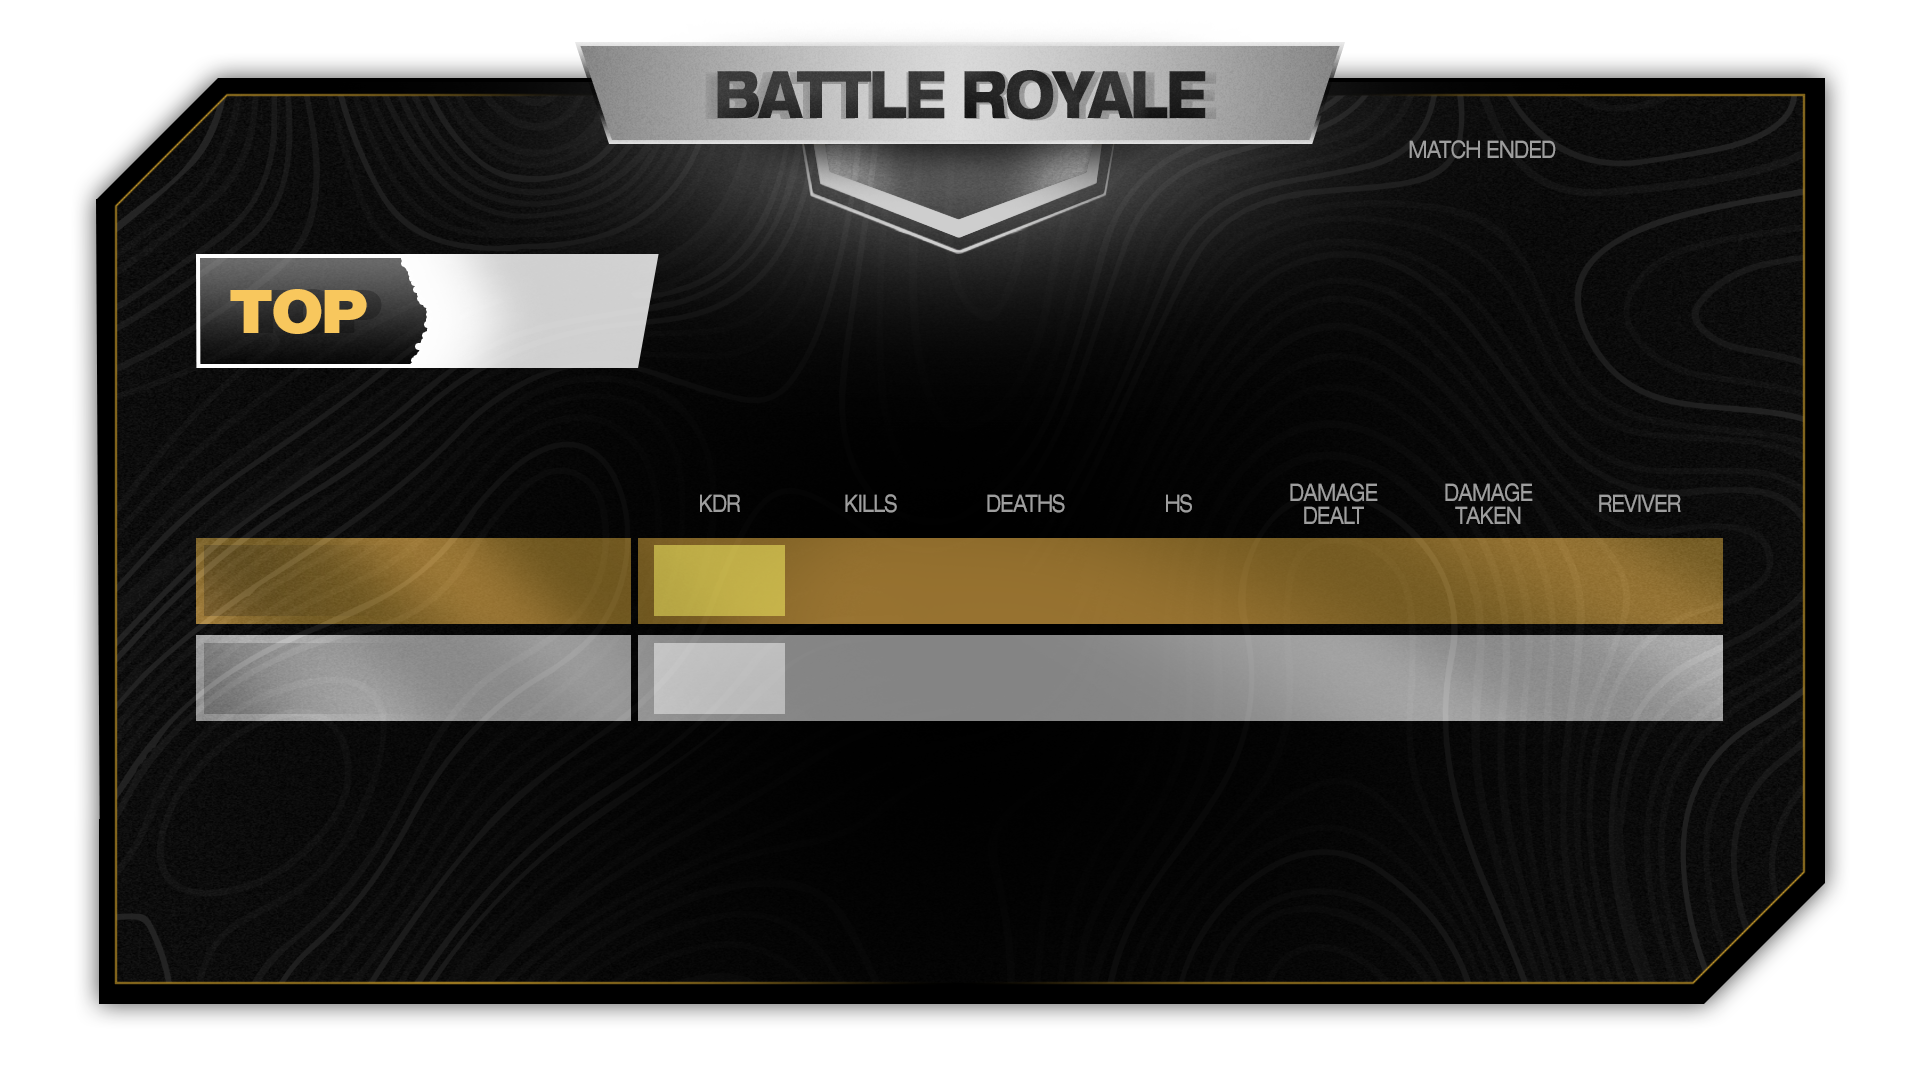 BATTLE ROYALE
MATCH ENDED
TOP
KDR
KILLS
DEATHS
HS
DAMAGE
DEALT
DAMAGE
TAKEN
REVIVER